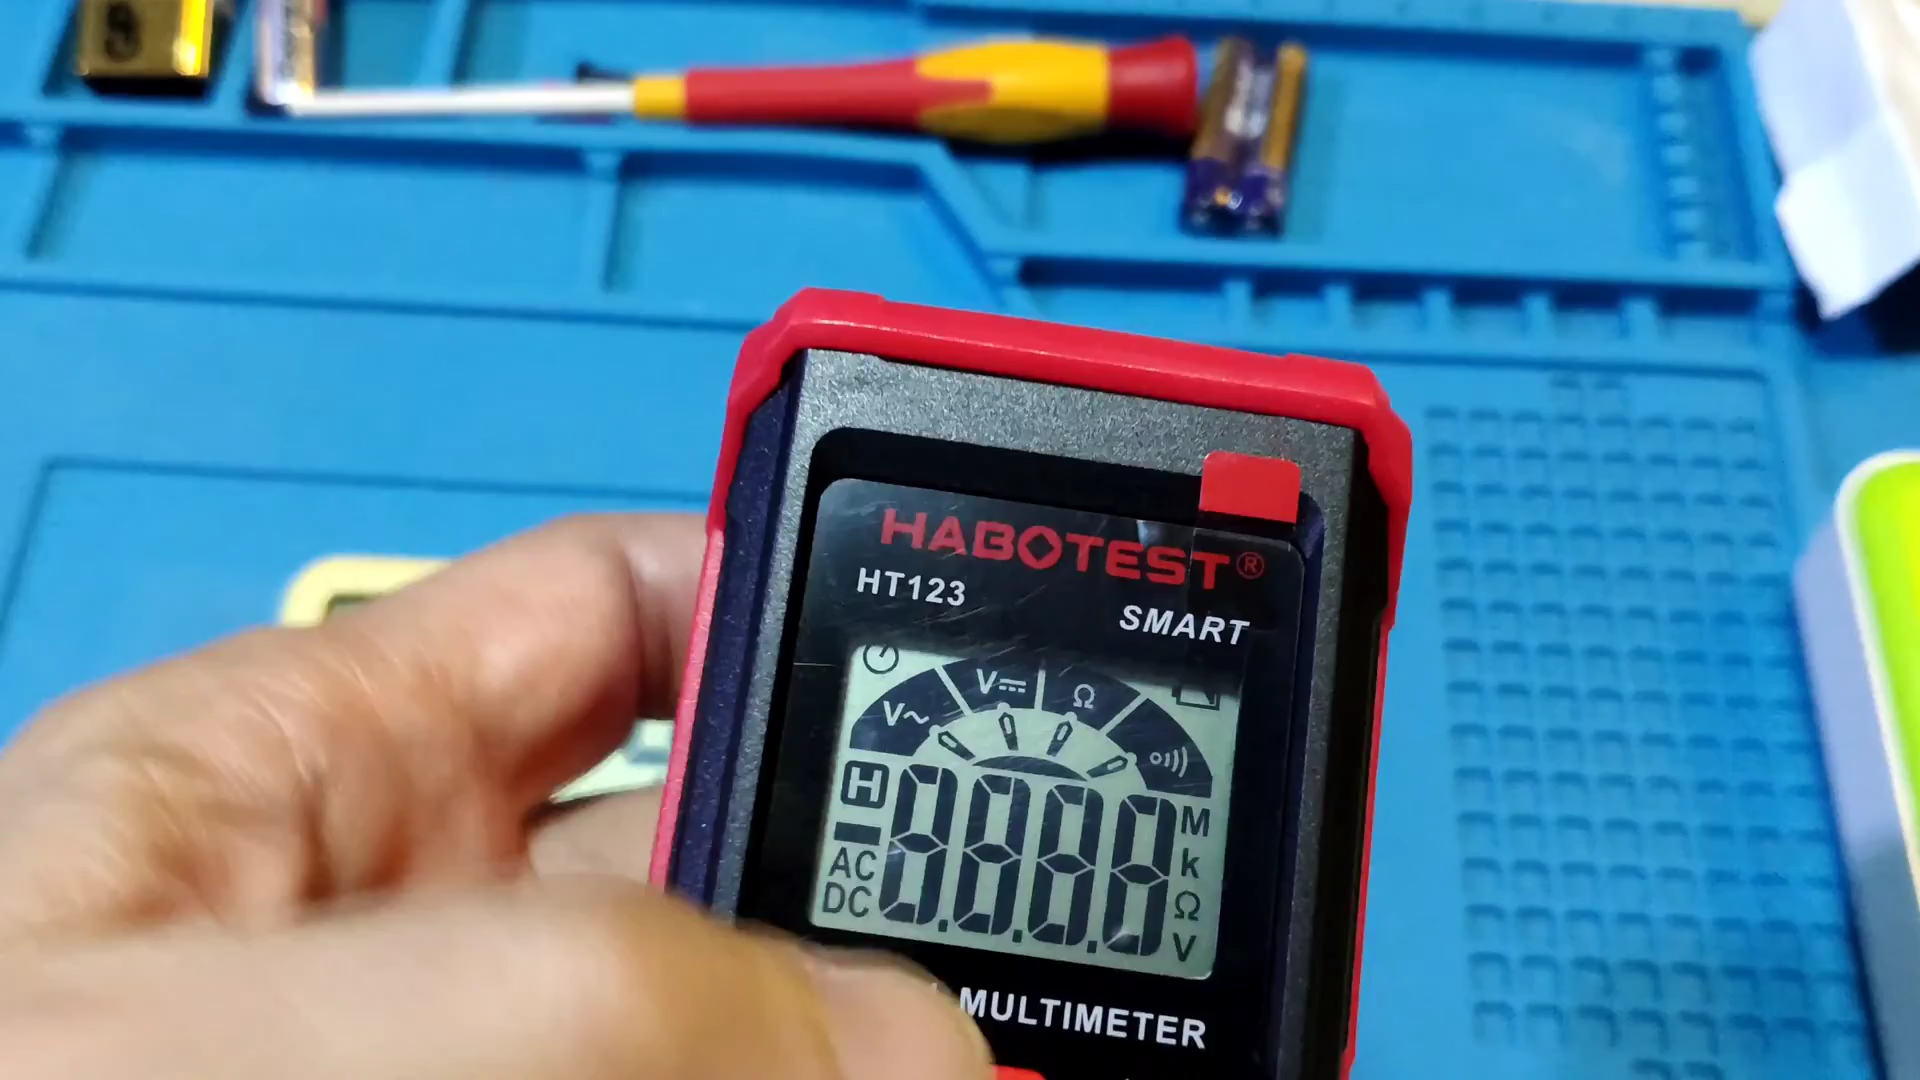 HABOTEST®
HT123
SMART
V~ V⎓ Ω
H
8.8.8.8
M
k
Ω
V
AC
DC
MULTIMETER